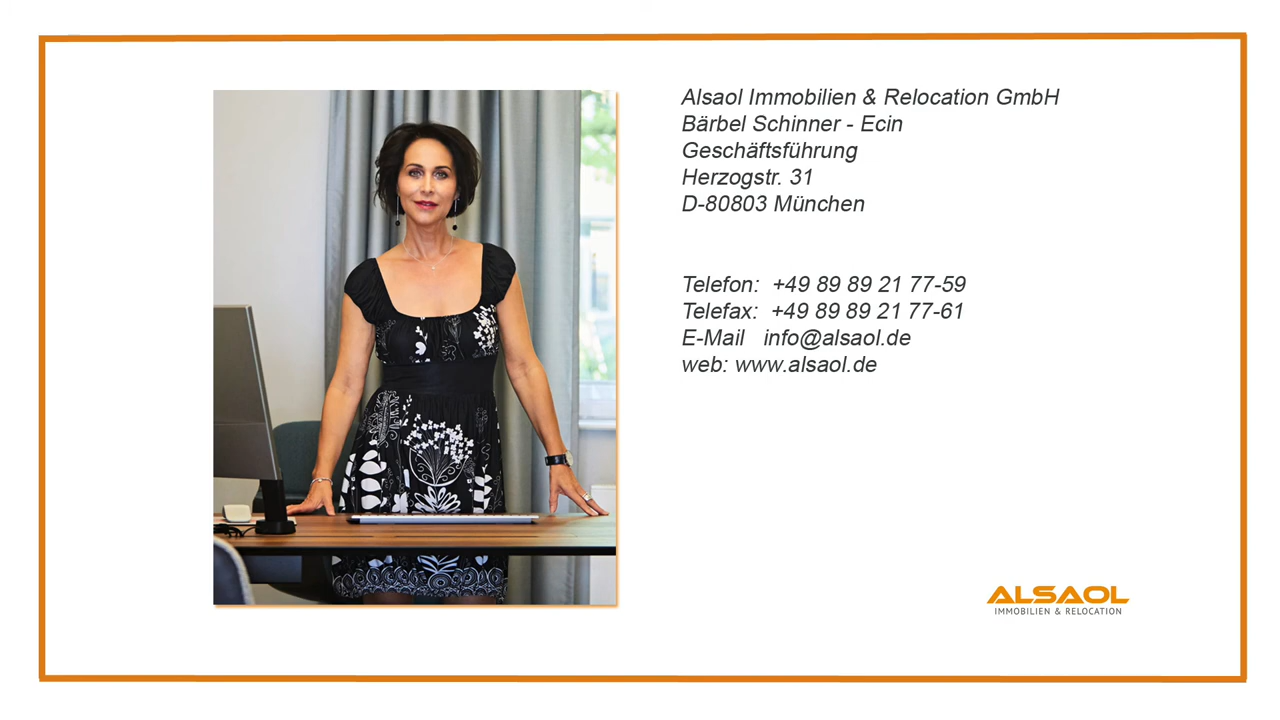 Alsaol Immobilien & Relocation GmbH
Bärbel Schinner - Ecin
Geschäftsführung
Herzogstr. 31
D-80803 München
Telefon: +49 89 89 21 77-59
Telefax: +49 89 89 21 77-61
E-Mail info@alsaol.de
web: www.alsaol.de
ALSAOL
IMMOBILIEN & RELOCATION